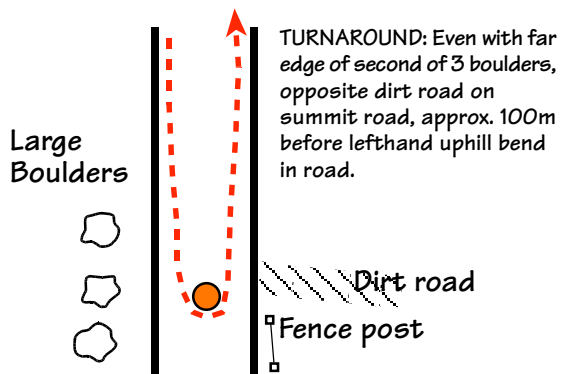 TURNAROUND: Even with far
edge of second of 3 boulders,
opposite dirt road on
summit road, approx. 100m
before lefthand uphill bend
in road.
Large
Boulders
Dirt road
Fence post